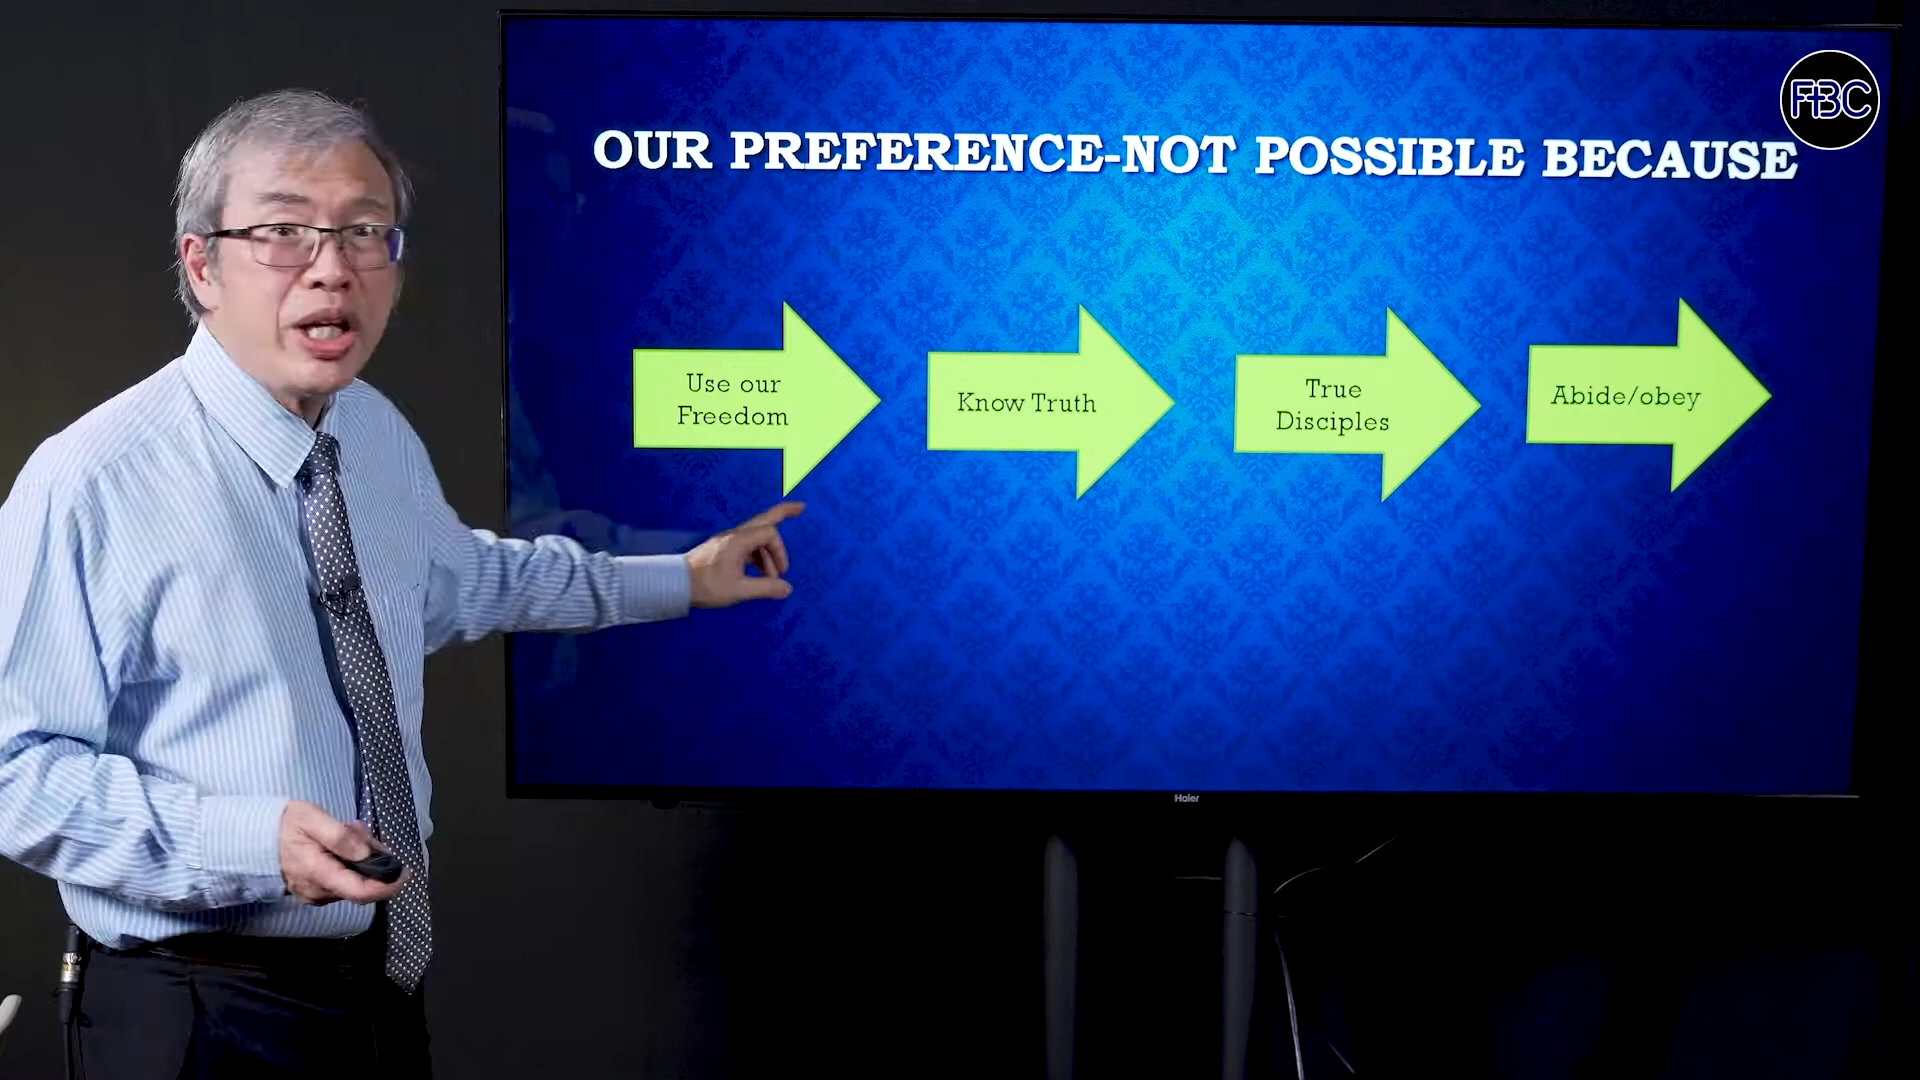 FBC
OUR PREFERENCE-NOT POSSIBLE BECAUSE
Use our
Freedom
Know Truth
True
Disciples
Abide/obey
Haier